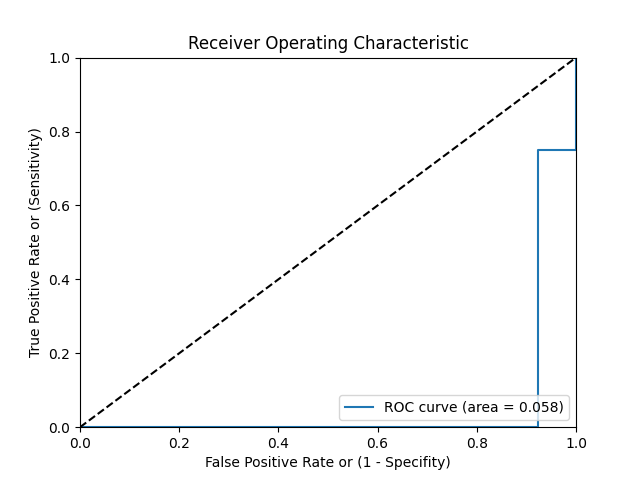 Receiver Operating Characteristic
True Positive Rate or (Sensitivity)
1.0
0.8
0.6
0.4
0.2
0.0
ROC curve (area = 0.058)
0.0 0.2 0.4 0.6 0.8 1.0
False Positive Rate or (1 - Specifity)